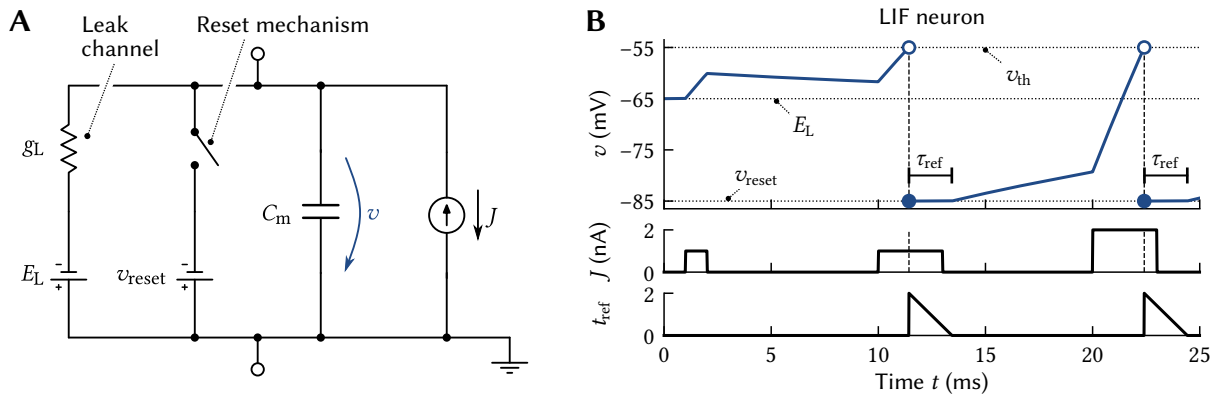 A
Leak
channel
Reset mechanism
gL
Cm
v
J
EL
-
+
vreset
-
+
B
LIF neuron
−55
−65
−75
−85
v (mV)
vth
EL
vreset
τref
τref
2
0
J (nA)
2
0
tref
0
5
10
15
20
25
Time t (ms)